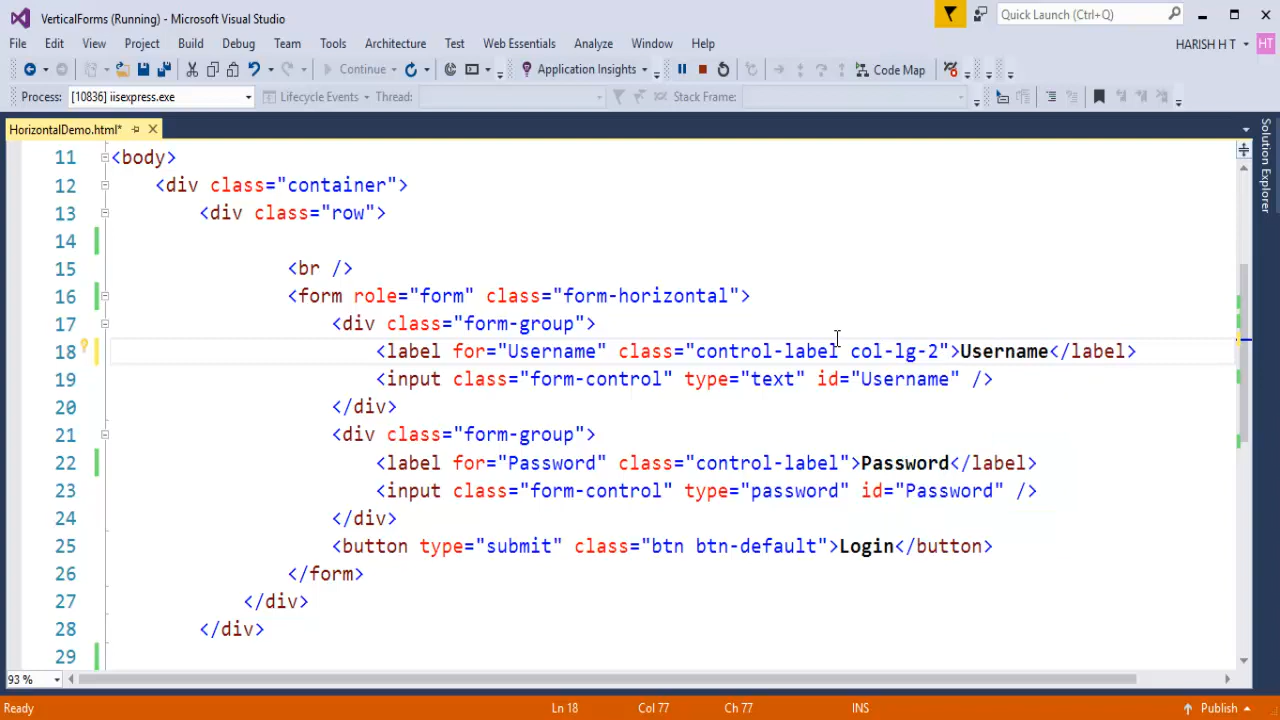 VerticalForms (Running) - Microsoft Visual Studio
Quick Launch (Ctrl+Q)
File Edit View Project Build Debug Team Tools Architecture Test Web Essentials Analyze Window Help
HARISH H T
HT
Continue
Application Insights
Code Map
Process: [10836] iisexpress.exe
Lifecycle Events
Thread:
Stack Frame:
HorizontalDemo.html*
Solution Explorer
11 <body>
12 <div class="container">
13 <div class="row">
14
15 <br />
16 <form role="form" class="form-horizontal">
17 <div class="form-group">
18 <label for="Username" class="control-label col-lg-2">Username</label>
19 <input class="form-control" type="text" id="Username" />
20 </div>
21 <div class="form-group">
22 <label for="Password" class="control-label">Password</label>
23 <input class="form-control" type="password" id="Password" />
24 </div>
25 <button type="submit" class="btn btn-default">Login</button>
26 </form>
27 </div>
28 </div>
29
93 %
Ready
Ln 18
Col 77
Ch 77
INS
Publish